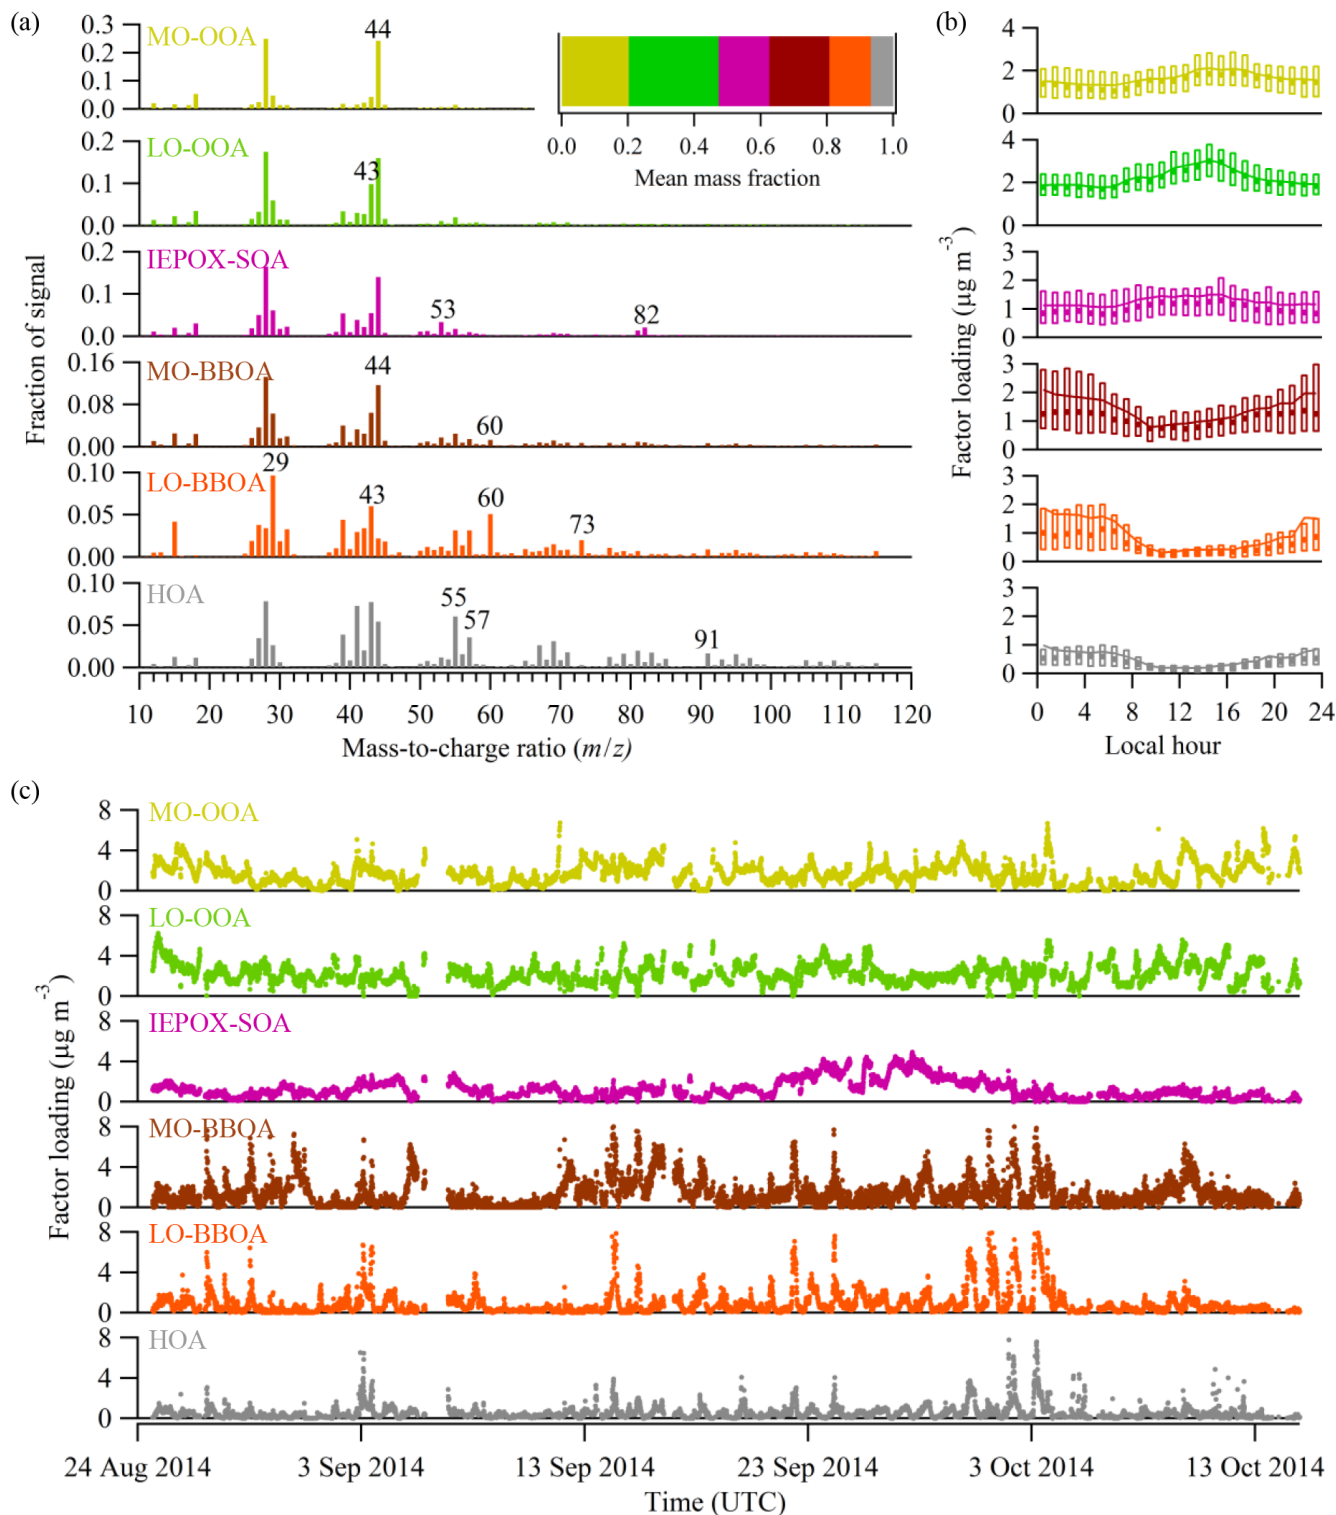 (a)
0.3
0.2
0.1
0.0
MO-OOA
44
0.2
0.1
0.0
LO-OOA
43
0.2
0.1
0.0
IEPOX-SOA
53
82
0.16
0.08
0.00
MO-BBOA
44
60
0.10
0.05
0.00
LO-BBOA
29
43
60
73
0.10
0.05
0.00
HOA
55
57
91
Fraction of signal
10 20 30 40 50 60 70 80 90 100 110 120
Mass-to-charge ratio (m/z)
0.0 0.2 0.4 0.6 0.8 1.0
Mean mass fraction
(b)
4
2
0
4
2
0
3
2
1
0
3
2
1
0
3
2
1
0
3
2
1
0
Factor loading (µg m⁻³)
0 4 8 12 16 20 24
Local hour
(c)
8
4
0
MO-OOA
8
4
0
LO-OOA
8
4
0
IEPOX-SOA
8
4
0
MO-BBOA
8
4
0
LO-BBOA
8
4
0
HOA
Factor loading (µg m⁻³)
24 Aug 2014 3 Sep 2014 13 Sep 2014 23 Sep 2014 3 Oct 2014 13 Oct 2014
Time (UTC)